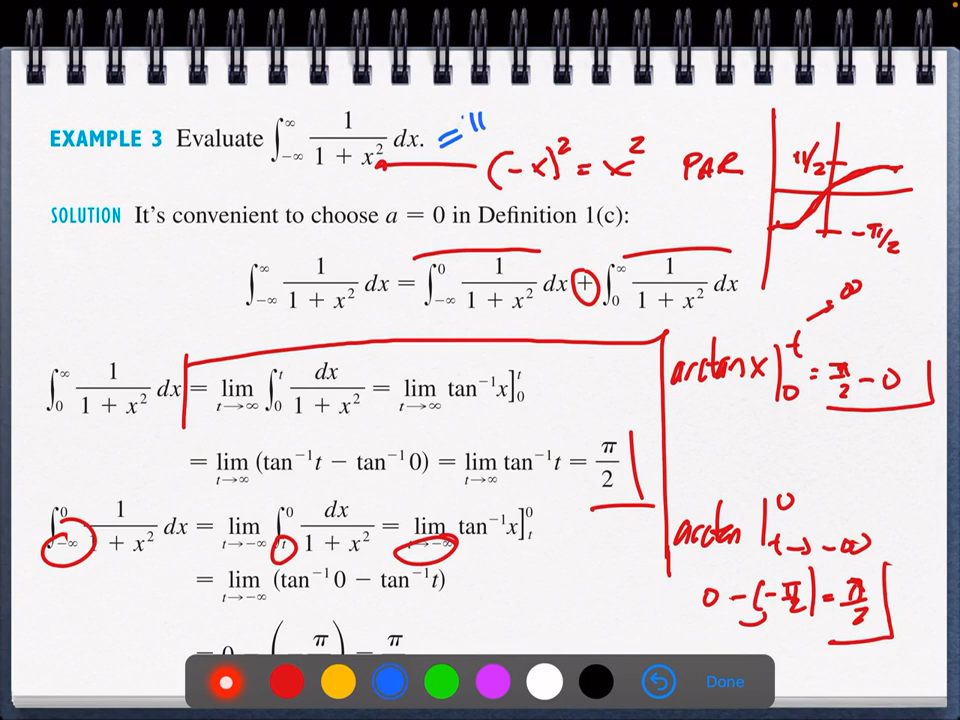 EXAMPLE 3 Evaluate ∫_{-∞}^{∞} 1/(1 + x²) dx. = π
(-x)² = x² PAR
π/2
-π/2
SOLUTION It's convenient to choose a = 0 in Definition 1(c):
∫_{-∞}^{∞} 1/(1 + x²) dx = ∫_{-∞}^{0} 1/(1 + x²) dx + ∫_{0}^{∞} 1/(1 + x²) dx
∫_{0}^{∞} 1/(1 + x²) dx = lim_{t→∞} ∫_{0}^{t} dx/(1 + x²) = lim_{t→∞} tan⁻¹x]_{0}^{t}
= lim_{t→∞} (tan⁻¹t − tan⁻¹0) = lim_{t→∞} tan⁻¹t = π/2
arctan x |_{0}^{t→∞} = π/2 - 0
∫_{-∞}^{0} 1/(1 + x²) dx = lim_{t→-∞} ∫_{t}^{0} dx/(1 + x²) = lim_{t→-∞} tan⁻¹x]_{t}^{0}
= lim_{t→-∞} (tan⁻¹0 − tan⁻¹t)
arctan |_{t→-∞}^{0}
0 - (-π/2) = π/2
= 0 − (π) = π
Done